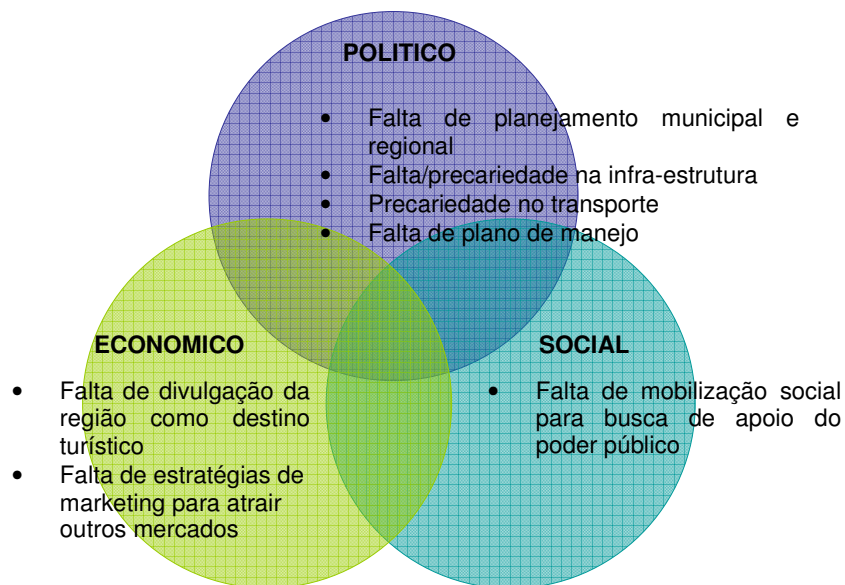 POLITICO
• Falta de planejamento municipal e
regional
• Falta/precariedade na infra-estrutura
• Precariedade no transporte
• Falta de plano de manejo
ECONOMICO
• Falta de divulgação da
região como destino
turístico
• Falta de estratégias de
marketing para atrair
outros mercados
SOCIAL
• Falta de mobilização social
para busca de apoio do
poder público